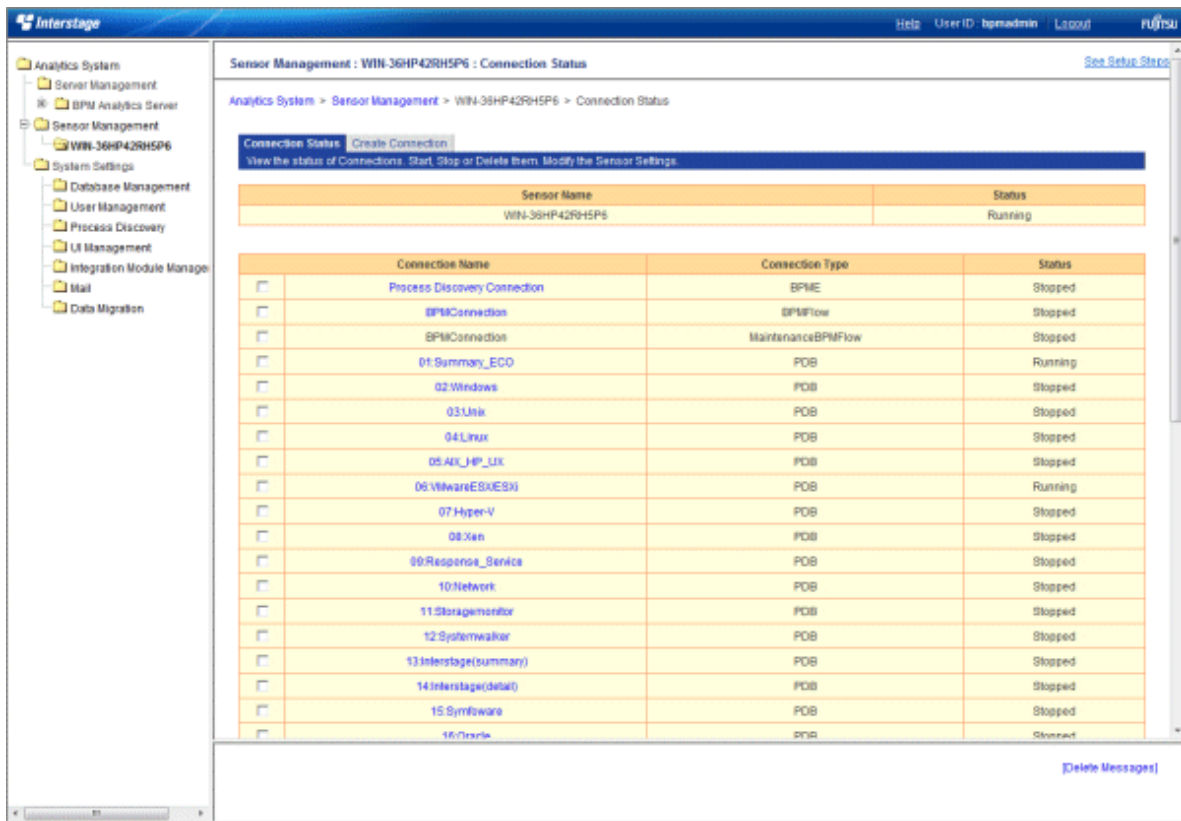 Interstage
Help User ID: bpmadmin Logout FUJITSU
Analytics System
Server Management
BPM Analytics Server
Sensor Management
WIN-36HP42RH5P6
System Settings
Database Management
User Management
Process Discovery
UI Management
Integration Module Manage
Mail
Data Migration
Sensor Management : WIN-36HP42RH5P6 : Connection Status
See Setup Steps
Analytics System > Sensor Management > WIN-36HP42RH5P6 > Connection Status
Connection Status Create Connection
View the status of Connections. Start, Stop or Delete them. Modify the Sensor Settings.
Sensor Name Status
WIN-36HP42RH5P6 Running
Connection Name Connection Type Status
Process Discovery Connection BPME Stopped
BPMConnection BPMFlow Stopped
BPMConnection MaintenanceBPMFlow Stopped
01:Summary_ECO PDB Running
02:Windows PDB Stopped
03:Unix PDB Stopped
04:Linux PDB Stopped
05:AIX_HP_UX PDB Stopped
06:VMwareESX/ESXi PDB Running
07:Hyper-V PDB Stopped
08:Xen PDB Stopped
09:Response_Service PDB Stopped
10:Network PDB Stopped
11:Storagemonitor PDB Stopped
12:Systemwalker PDB Stopped
13:Interstage(summary) PDB Stopped
14:Interstage(detail) PDB Stopped
15:Symfoware PDB Stopped
16:Oracle PDB Stopped
[Delete Messages]